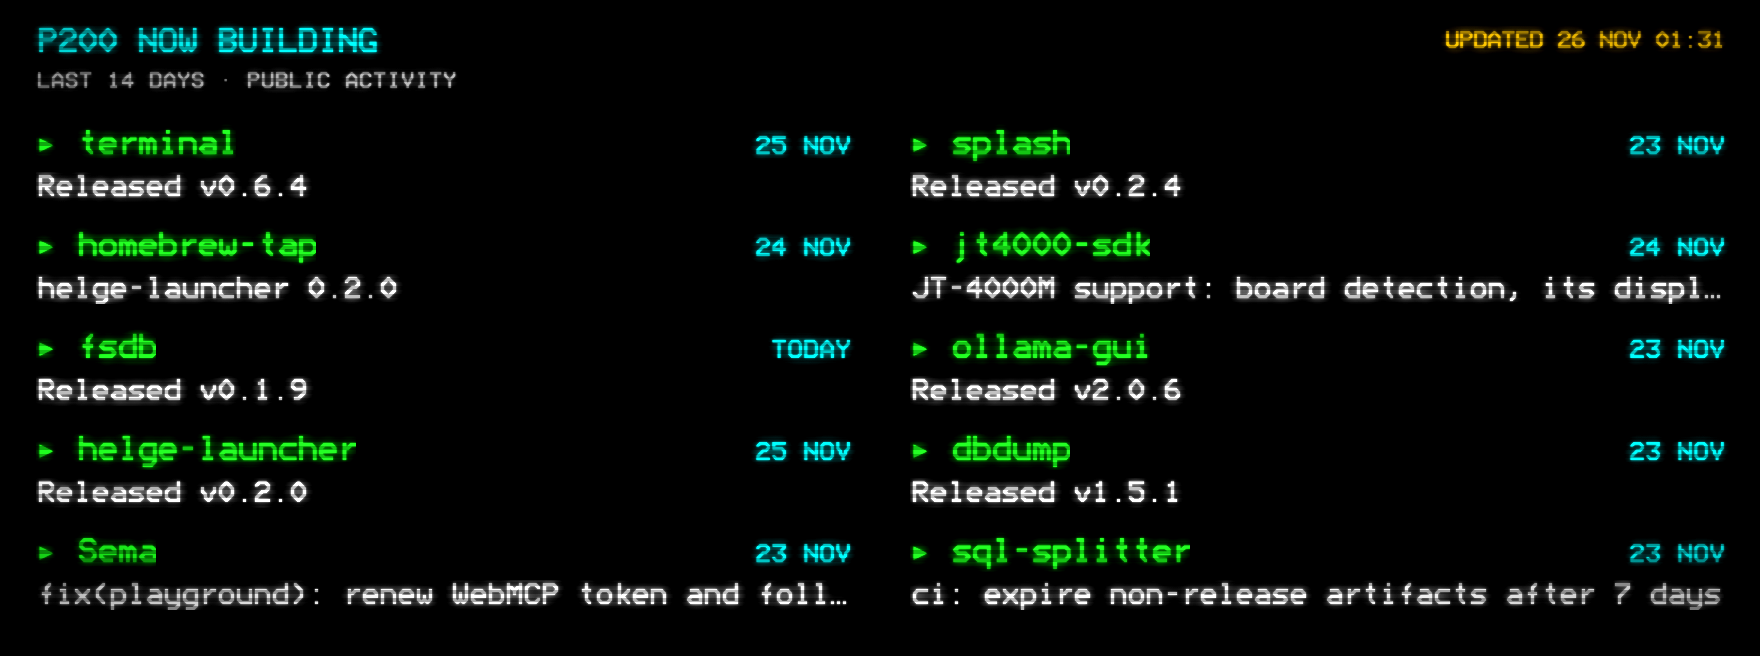 P200 NOW BUILDING
UPDATED 26 NOV 01:31
LAST 14 DAYS · PUBLIC ACTIVITY
▸ terminal 25 NOV
Released v0.6.4
▸ homebrew-tap 24 NOV
helge-launcher 0.2.0
▸ fsdb TODAY
Released v0.1.9
▸ helge-launcher 25 NOV
Released v0.2.0
▸ Sema 23 NOV
fix(playground): renew WebMCP token and foll…
▸ splash 23 NOV
Released v0.2.4
▸ jt4000-sdk 24 NOV
JT-4000M support: board detection, its displ…
▸ ollama-gui 23 NOV
Released v2.0.6
▸ dbdump 23 NOV
Released v1.5.1
▸ sql-splitter 23 NOV
ci: expire non-release artifacts after 7 days